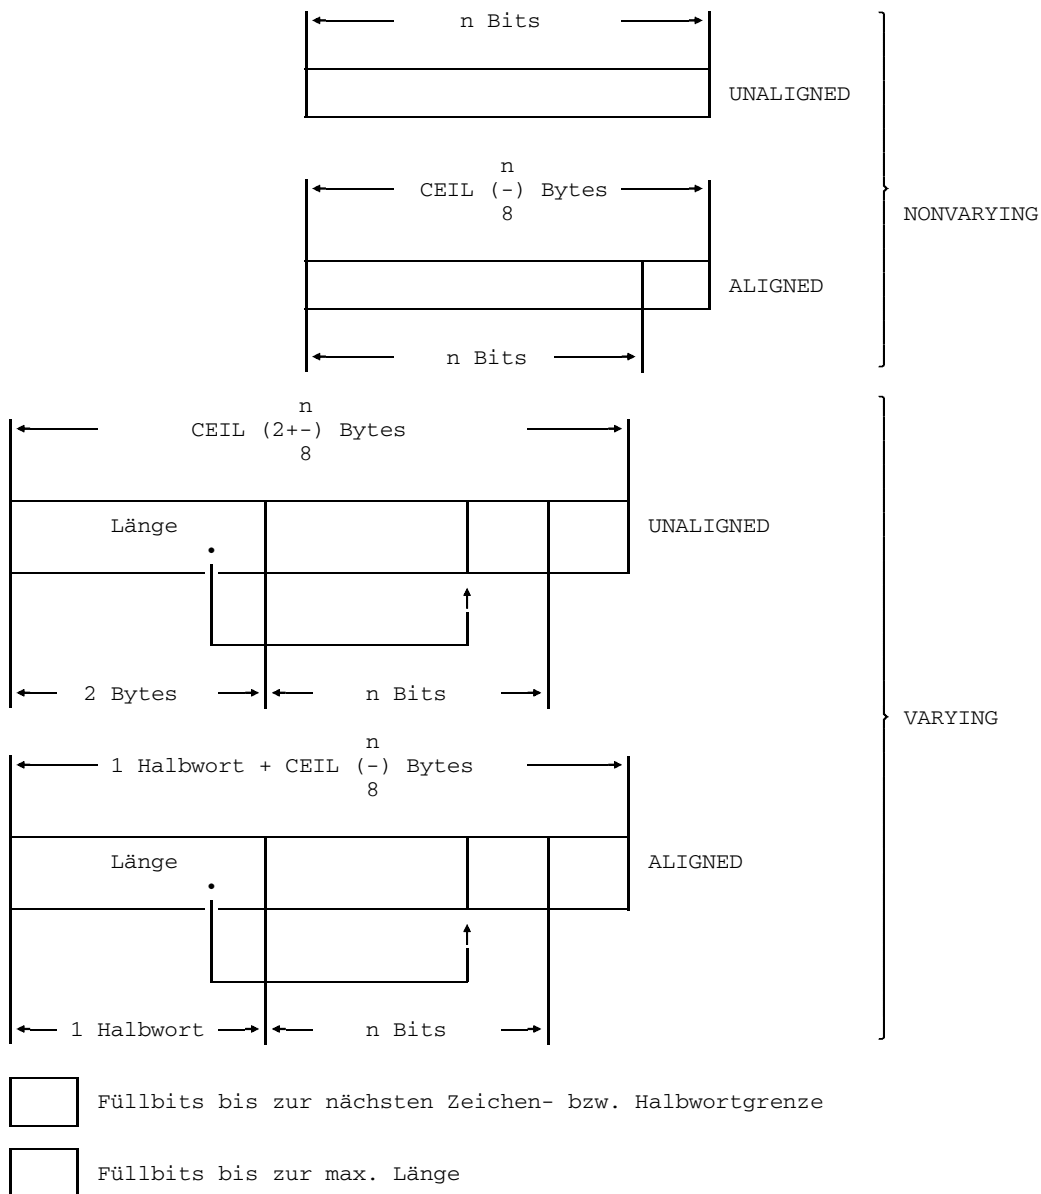 n Bits
UNALIGNED
n
CEIL (-) Bytes
8
NONVARYING
ALIGNED
n Bits
n
CEIL (2+-) Bytes
8
Länge
UNALIGNED
2 Bytes
n Bits
VARYING
n
1 Halbwort + CEIL (-) Bytes
8
Länge
ALIGNED
1 Halbwort
n Bits
Füllbits bis zur nächsten Zeichen- bzw. Halbwortgrenze
Füllbits bis zur max. Länge